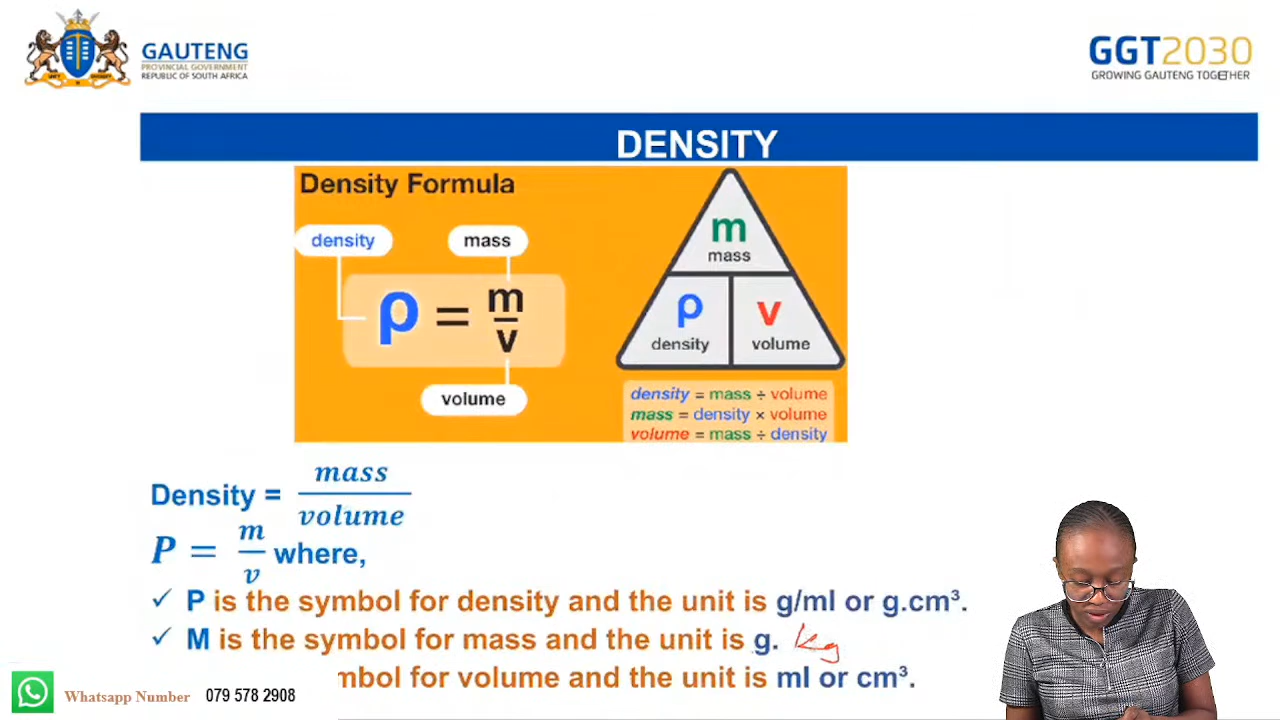 GAUTENG
PROVINCIAL GOVERNMENT
REPUBLIC OF SOUTH AFRICA
GGT2030
GROWING GAUTENG TOGETHER
DENSITY
Density Formula
density
mass
ρ = m/v
volume
m
mass
ρ
density
v
volume
density = mass ÷ volume
mass = density × volume
volume = mass ÷ density
Density = mass/volume
P = m/v where,
✓ P is the symbol for density and the unit is g/ml or g.cm³.
✓ M is the symbol for mass and the unit is g. kg
mbol for volume and the unit is ml or cm³.
Whatsapp Number 079 578 2908